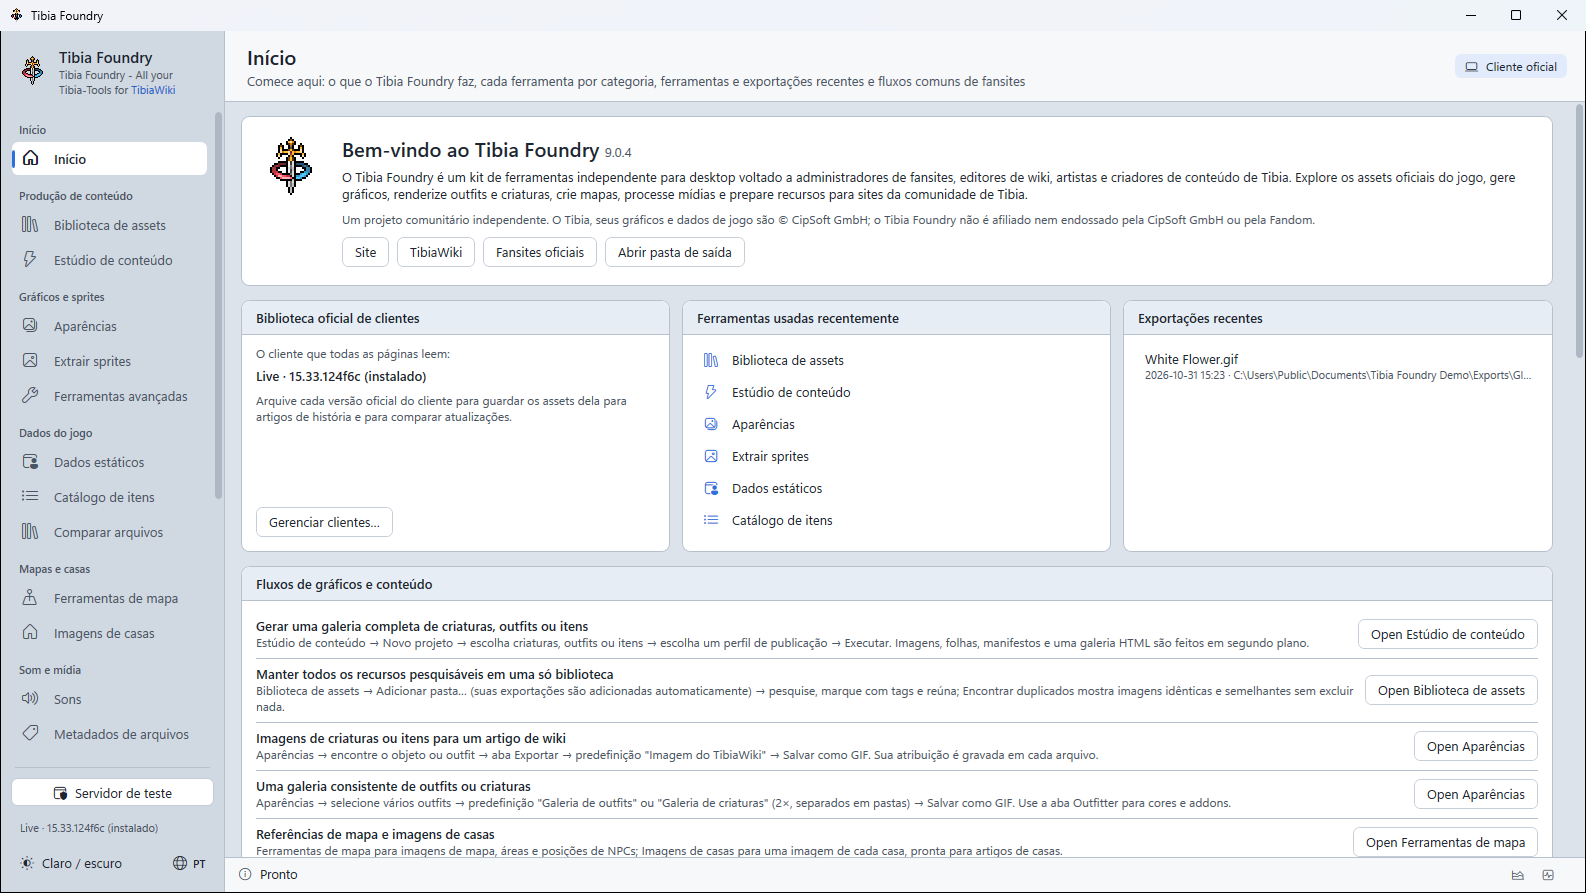 Tibia Foundry
Tibia Foundry
Tibia Foundry - All your
Tibia-Tools for TibiaWiki
Início
Início
Produção de conteúdo
Biblioteca de assets
Estúdio de conteúdo
Gráficos e sprites
Aparências
Extrair sprites
Ferramentas avançadas
Dados do jogo
Dados estáticos
Catálogo de itens
Comparar arquivos
Mapas e casas
Ferramentas de mapa
Imagens de casas
Som e mídia
Sons
Metadados de arquivos
Servidor de teste
Live · 15.33.124f6c (instalado)
Claro / escuro
PT
Início
Comece aqui: o que o Tibia Foundry faz, cada ferramenta por categoria, ferramentas e exportações recentes e fluxos comuns de fansites
Cliente oficial
Bem-vindo ao Tibia Foundry 9.0.4
O Tibia Foundry é um kit de ferramentas independente para desktop voltado a administradores de fansites, editores de wiki, artistas e criadores de conteúdo de Tibia. Explore os assets oficiais do jogo, gere
gráficos, renderize outfits e criaturas, crie mapas, processe mídias e prepare recursos para sites da comunidade de Tibia.
Um projeto comunitário independente. O Tibia, seus gráficos e dados de jogo são © CipSoft GmbH; o Tibia Foundry não é afiliado nem endossado pela CipSoft GmbH ou pela Fandom.
Site
TibiaWiki
Fansites oficiais
Abrir pasta de saída
Biblioteca oficial de clientes
O cliente que todas as páginas leem:
Live · 15.33.124f6c (instalado)
Arquive cada versão oficial do cliente para guardar os assets dela para
artigos de história e para comparar atualizações.
Gerenciar clientes...
Ferramentas usadas recentemente
Biblioteca de assets
Estúdio de conteúdo
Aparências
Extrair sprites
Dados estáticos
Catálogo de itens
Exportações recentes
White Flower.gif
2026-10-31 15:23 · C:\Users\Public\Documents\Tibia Foundry Demo\Exports\Gl...
Fluxos de gráficos e conteúdo
Gerar uma galeria completa de criaturas, outfits ou itens
Estúdio de conteúdo → Novo projeto → escolha criaturas, outfits ou itens → escolha um perfil de publicação → Executar. Imagens, folhas, manifestos e uma galeria HTML são feitos em segundo plano.
Open Estúdio de conteúdo
Manter todos os recursos pesquisáveis em uma só biblioteca
Biblioteca de assets → Adicionar pasta... (suas exportações são adicionadas automaticamente) → pesquise, marque com tags e reúna; Encontrar duplicados mostra imagens idênticas e semelhantes sem excluir
nada.
Open Biblioteca de assets
Imagens de criaturas ou itens para um artigo de wiki
Aparências → encontre o objeto ou outfit → aba Exportar → predefinição "Imagem do TibiaWiki" → Salvar como GIF. Sua atribuição é gravada em cada arquivo.
Open Aparências
Uma galeria consistente de outfits ou criaturas
Aparências → selecione vários outfits → predefinição "Galeria de outfits" ou "Galeria de criaturas" (2×, separados em pastas) → Salvar como GIF. Use a aba Outfitter para cores e addons.
Open Aparências
Referências de mapa e imagens de casas
Ferramentas de mapa para imagens de mapa, áreas e posições de NPCs; Imagens de casas para uma imagem de cada casa, pronta para artigos de casas.
Open Ferramentas de mapa
Pronto